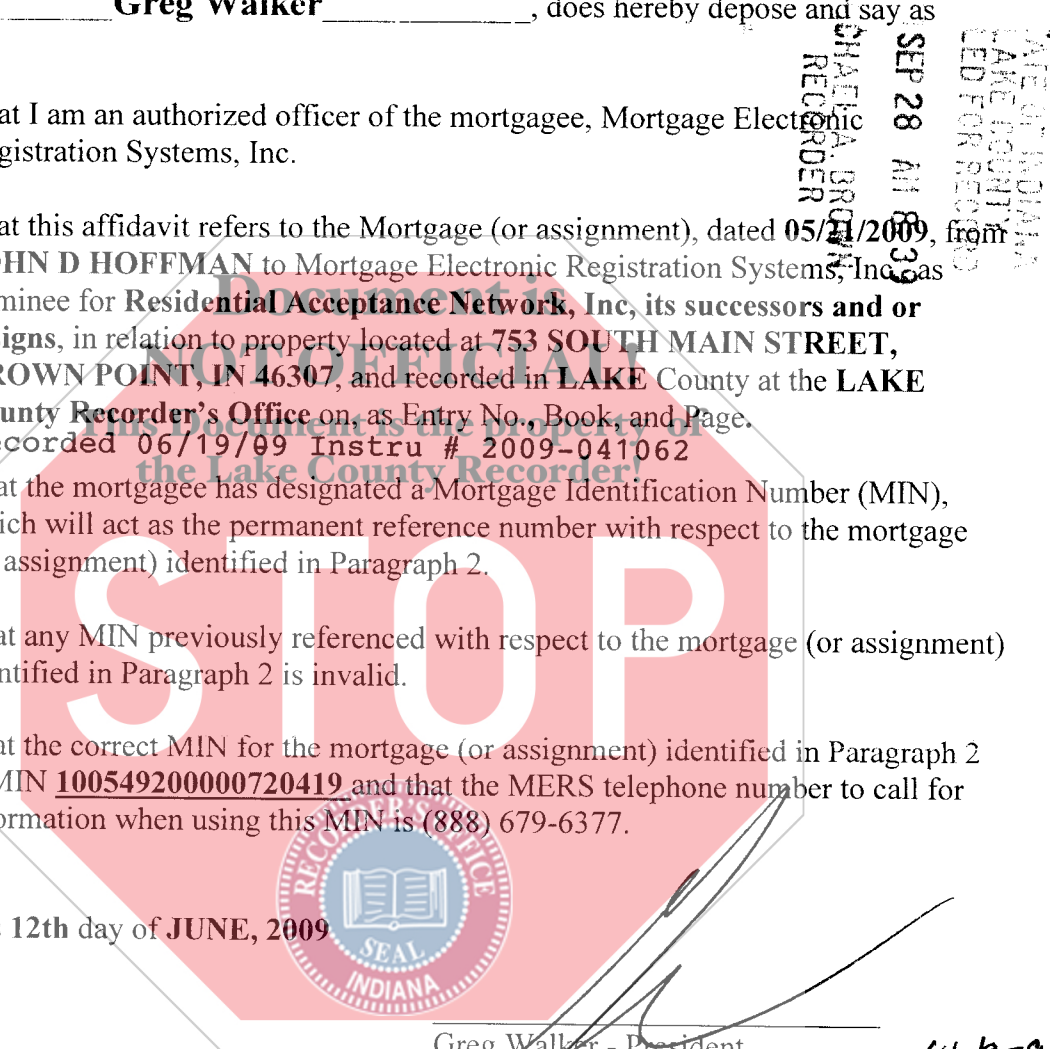 Greg Walker, does hereby depose and say as
at I am an authorized officer of the mortgagee, Mortgage Electronic
gistration Systems, Inc.
at this affidavit refers to the Mortgage (or assignment), dated 05/21/2009, from
HN D HOFFMAN to Mortgage Electronic Registration Systems, Inc., as
minee for Residential Acceptance Network, Inc, its successors and or
signs, in relation to property located at 753 SOUTH MAIN STREET,
ROWN POINT, IN 46307, and recorded in LAKE County at the LAKE
unty Recorder's Office on, as Entry No., Book, and Page.
ecorded 06/19/09 Instru # 2009-041062
at the mortgagee has designated a Mortgage Identification Number (MIN),
ich will act as the permanent reference number with respect to the mortgage
assignment) identified in Paragraph 2.
at any MIN previously referenced with respect to the mortgage (or assignment)
ntified in Paragraph 2 is invalid.
at the correct MIN for the mortgage (or assignment) identified in Paragraph 2
MIN 100549200000720419 and that the MERS telephone number to call for
ormation when using this MIN is (888) 679-6377.
12th day of JUNE, 2009
Greg Walker - President
Document is
NOT OFFICIAL!
This Document is the property of
the Lake County Recorder!
STOP
RECORDER'S OFFICE
SEAL
INDIANA
LED FOR RECORD
SEP 28 AM 8:39
RECORDER